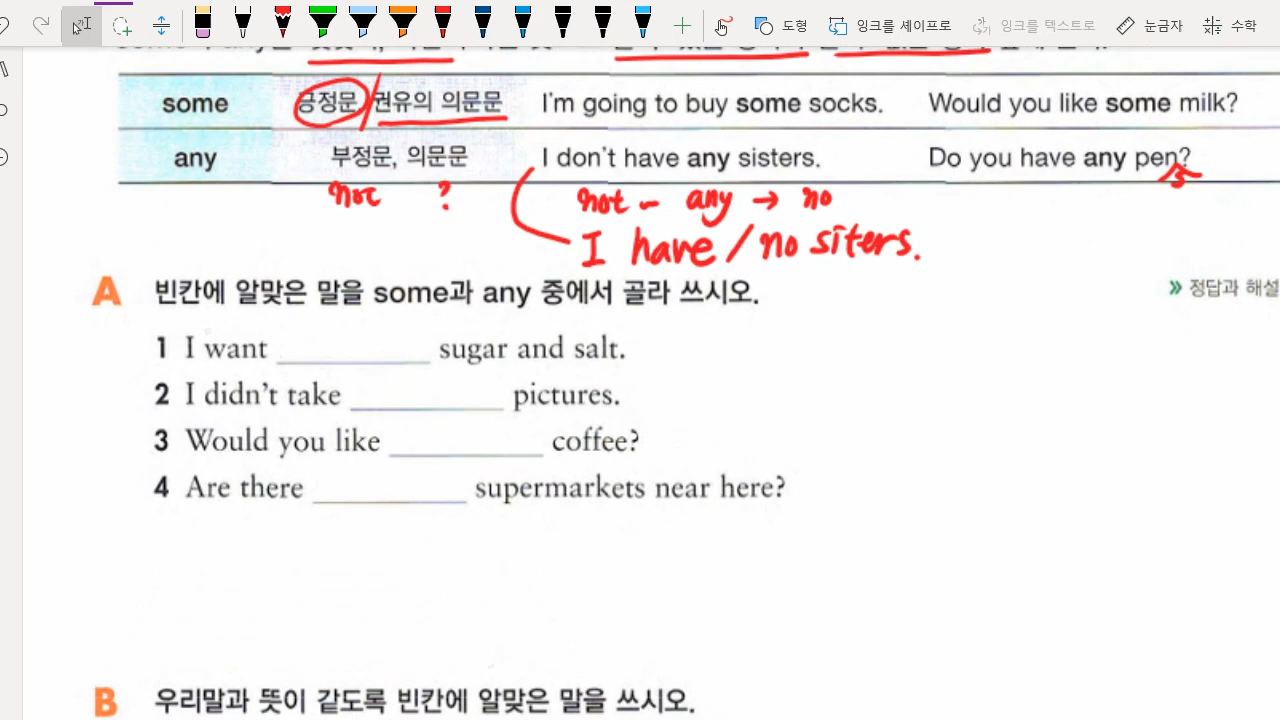 도형 잉크를 셰이프로 잉크를 텍스트로 눈금자 수학
some 긍정문, 권유의 의문문 I'm going to buy some socks. Would you like some milk?
any 부정문, 의문문 I don't have any sisters. Do you have any pen?
not ? not ~ any → no s
I have / no siters.
A 빈칸에 알맞은 말을 some과 any 중에서 골라 쓰시오.
» 정답과 해설
1 I want ____ sugar and salt.
2 I didn't take ____ pictures.
3 Would you like ____ coffee?
4 Are there ____ supermarkets near here?
B 우리말과 뜻이 같도록 빈칸에 알맞은 말을 쓰시오.